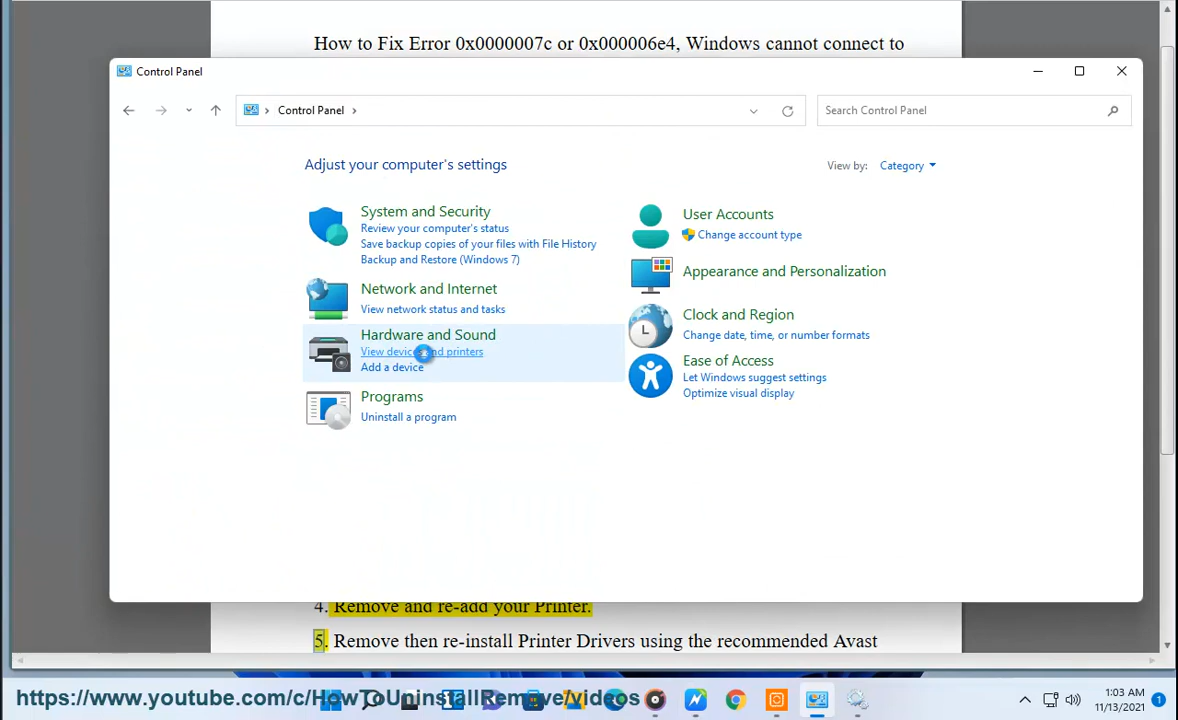 How to Fix Error 0x0000007c or 0x000006e4, Windows cannot connect to
Control Panel
Control Panel
Search Control Panel
Adjust your computer's settings
View by: Category
System and Security
Review your computer's status
Save backup copies of your files with File History
Backup and Restore (Windows 7)
Network and Internet
View network status and tasks
Hardware and Sound
View devices and printers
Add a device
Programs
Uninstall a program
User Accounts
Change account type
Appearance and Personalization
Clock and Region
Change date, time, or number formats
Ease of Access
Let Windows suggest settings
Optimize visual display
4. Remove and re-add your Printer.
5. Remove then re-install Printer Drivers using the recommended Avast
https://www.youtube.com/c/HowToUninstallRemove/videos
1:03 AM
11/13/2021
1